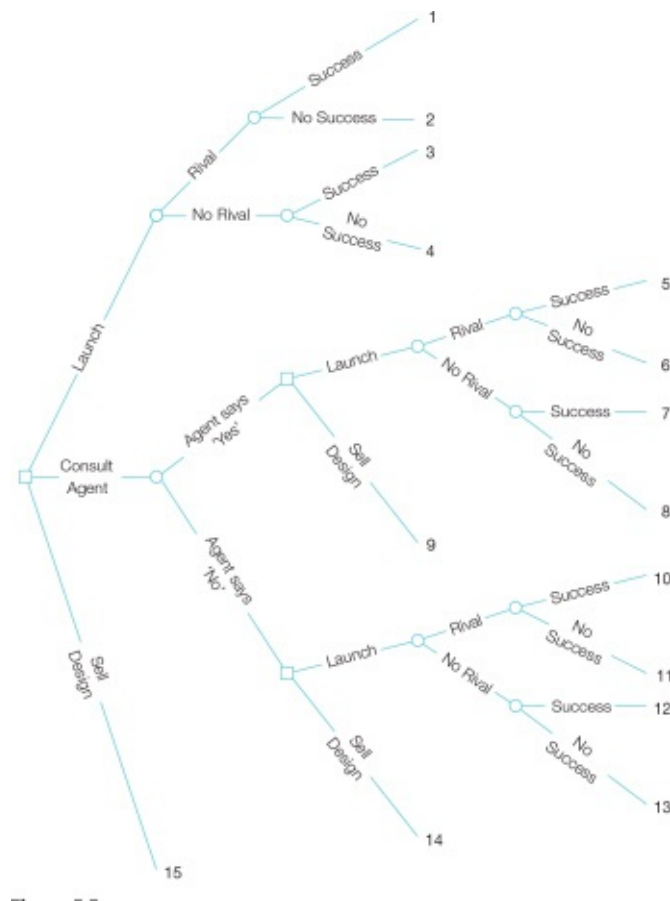 1
Success
Rival
No Success
2
3
Success
No Rival
No
Success
4
Launch
5
Success
Rival
No
Success
6
Launch
No Rival
Success
7
No
Success
8
Agent says
'Yes'
Sell
Design
9
Consult
Agent
Agent says
'No'
10
Success
Rival
No
Success
11
Launch
No Rival
Success
12
No
Success
13
Sell
Design
14
Sell
Design
15